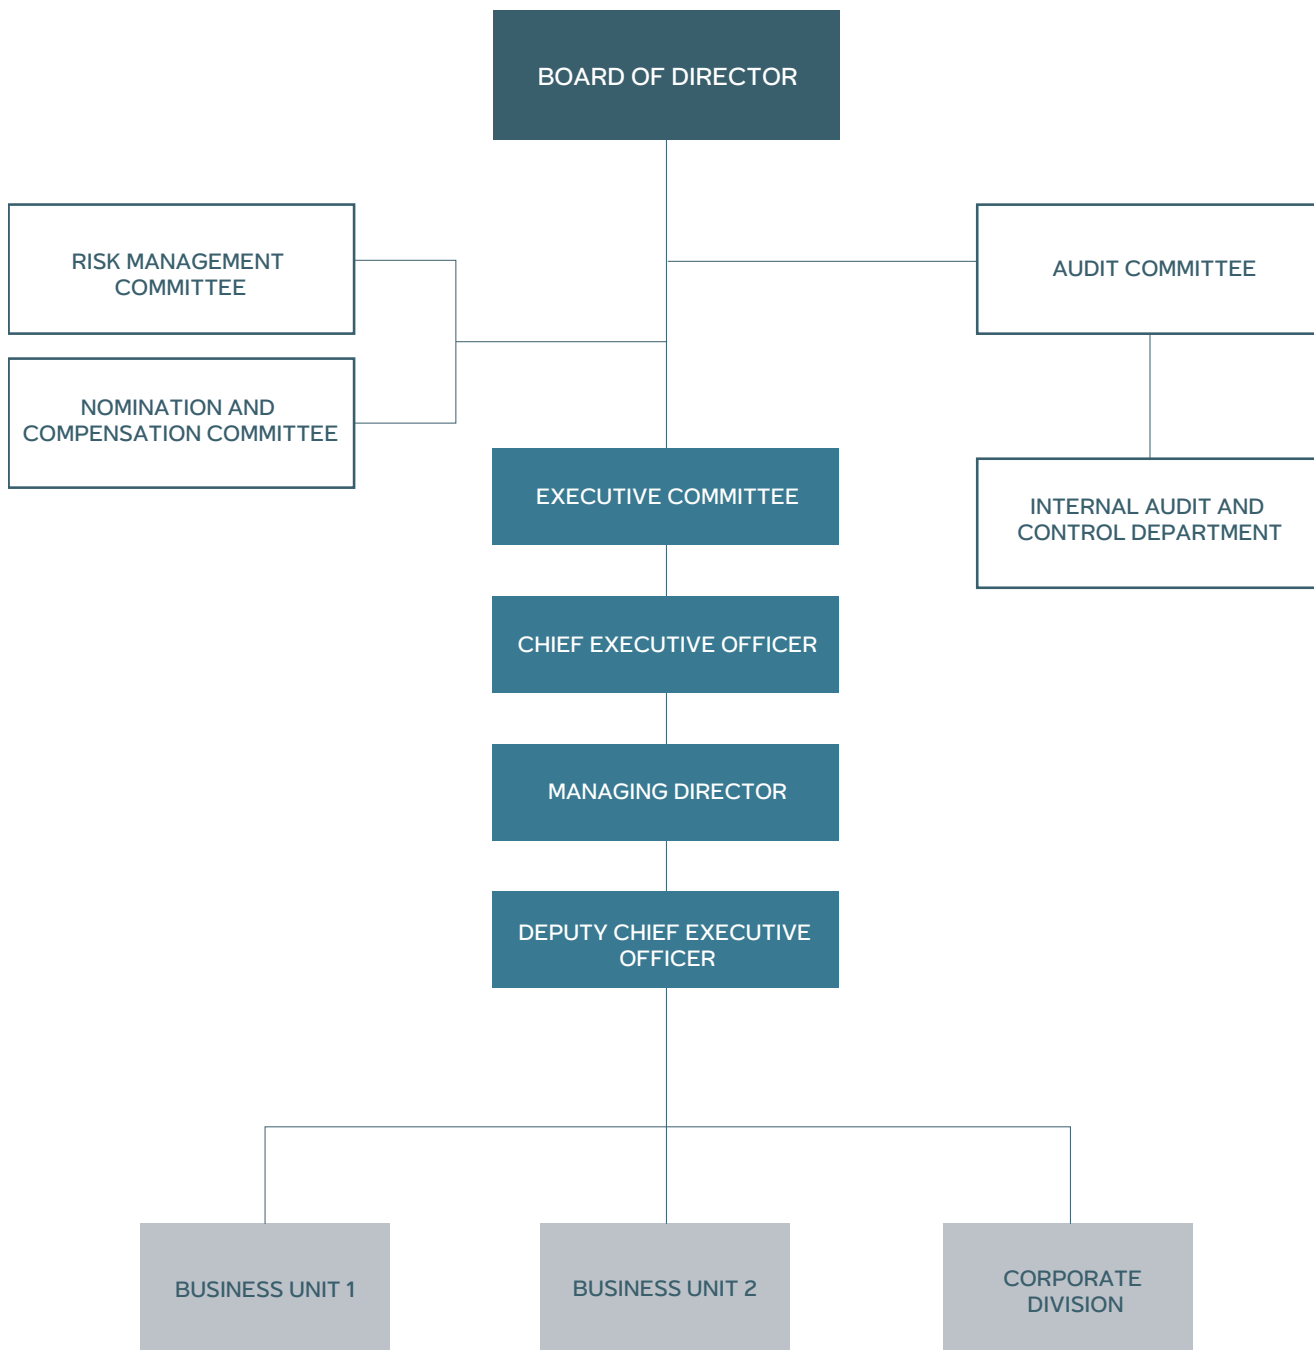 BOARD OF DIRECTOR
RISK MANAGEMENT
COMMITTEE
AUDIT COMMITTEE
NOMINATION AND
COMPENSATION COMMITTEE
EXECUTIVE COMMITTEE
INTERNAL AUDIT AND
CONTROL DEPARTMENT
CHIEF EXECUTIVE OFFICER
MANAGING DIRECTOR
DEPUTY CHIEF EXECUTIVE
OFFICER
BUSINESS UNIT 1
BUSINESS UNIT 2
CORPORATE
DIVISION